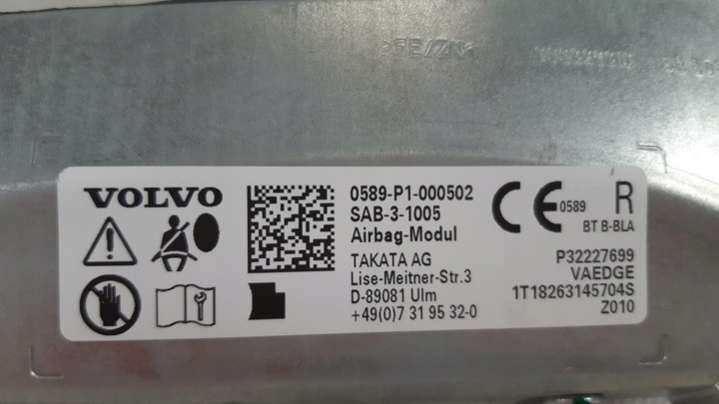 VOLVO
0589-P1-000502
SAB-3-1005
Airbag-Modul
TAKATA AG
Lise-Meitner-Str.3
D-89081 Ulm
+49(0)7 31 95 32-0
CE 0589
R
BT B-BLA
P32227699
VAEDGE
1T18263145704S
Z010